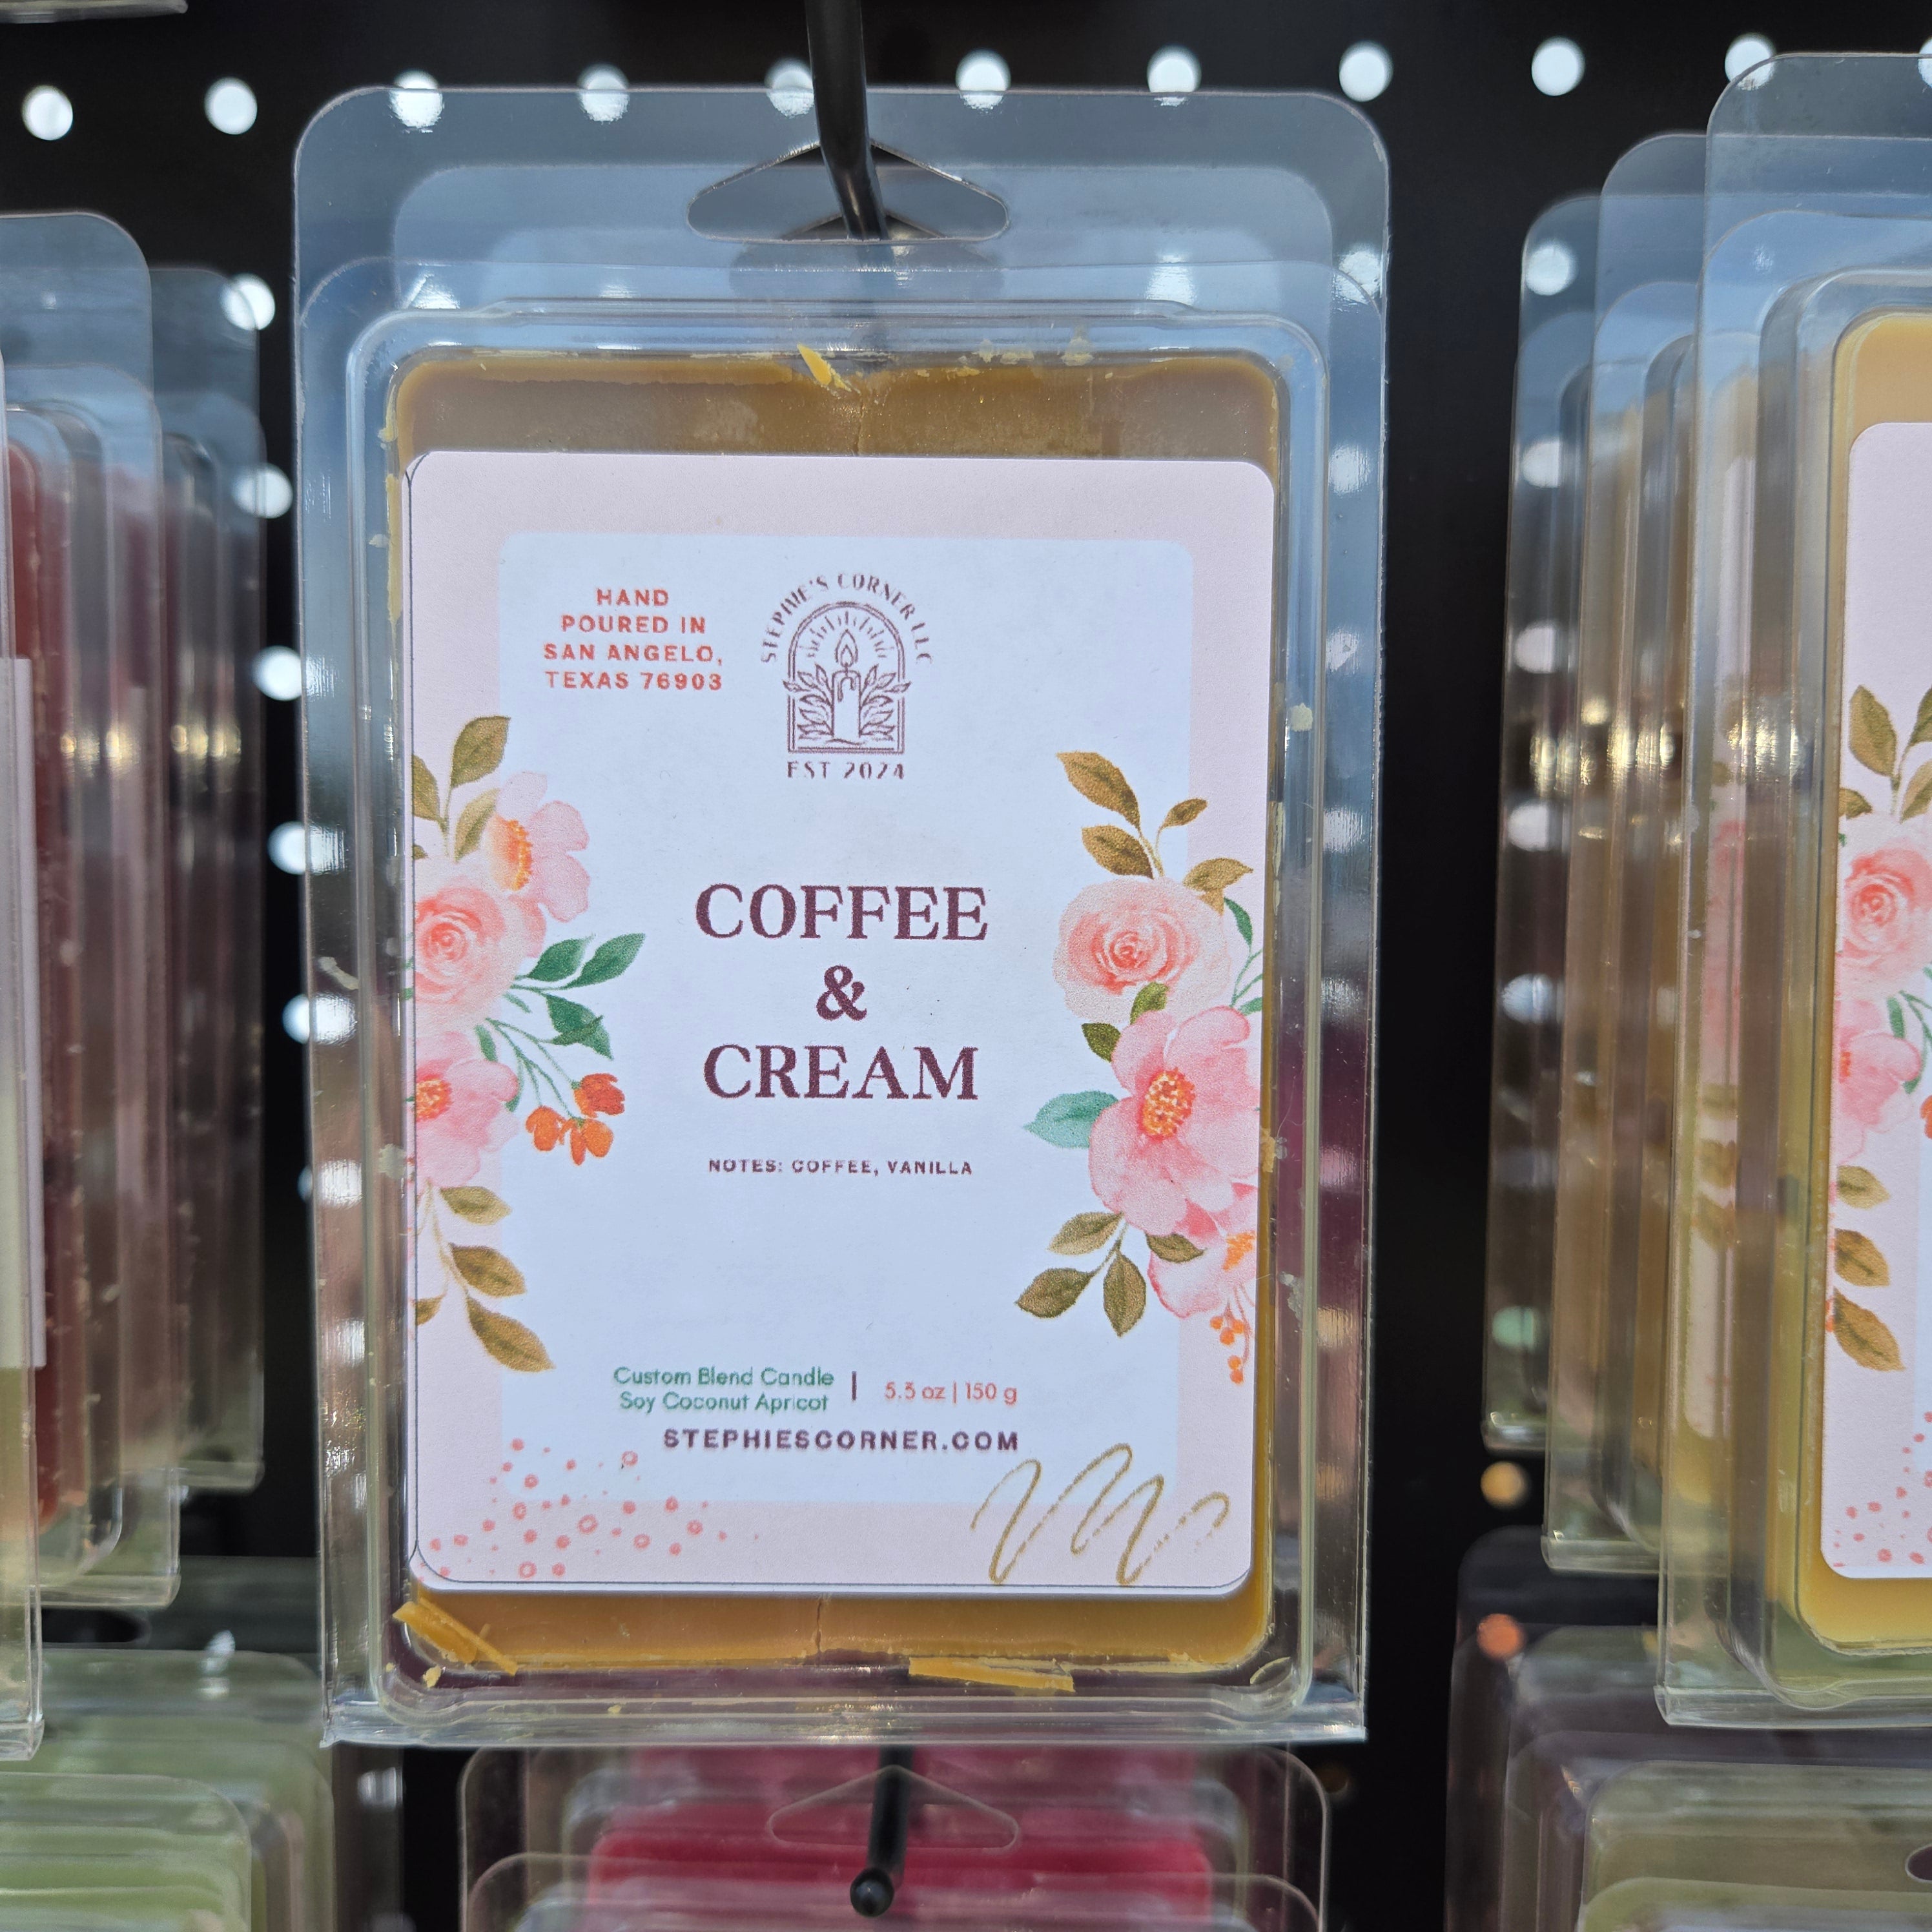 HAND
POURED IN
SAN ANGELO,
TEXAS 76903
STEPHIE'S CORNER LLC
EST 2024
COFFEE
&
CREAM
NOTES: COFFEE, VANILLA
Custom Blend Candle
Soy Coconut Apricot
5.3 oz | 150 g
STEPHIESCORNER.COM